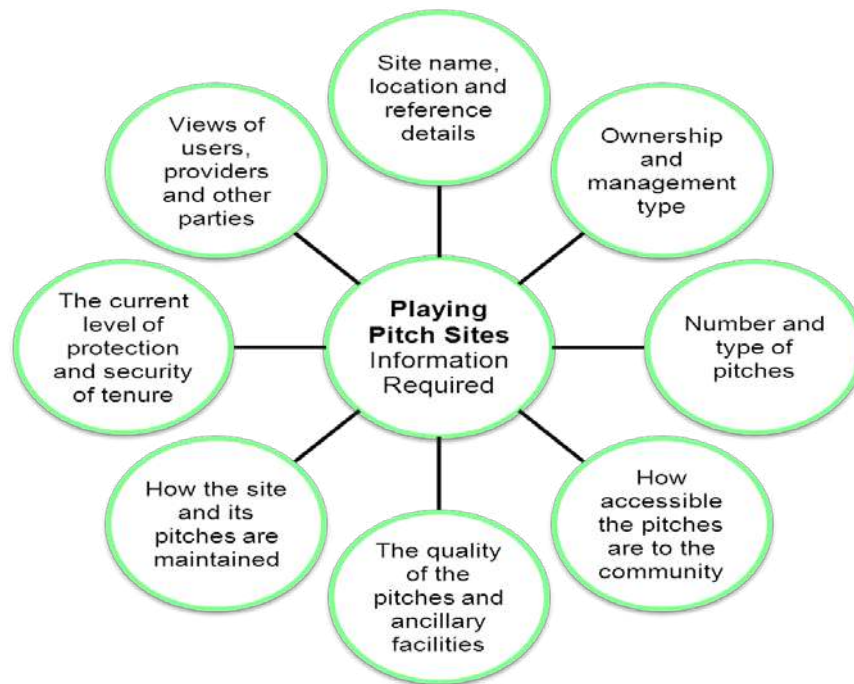 Site name,
location and
reference
details
Ownership
and
management
type
Number and
type of
pitches
How
accessible
the pitches
are to the
community
The quality
of the
pitches and
ancillary
facilities
How the site
and its
pitches are
maintained
The current
level of
protection
and security
of tenure
Views of
users,
providers
and other
parties
Playing
Pitch Sites
Information
Required